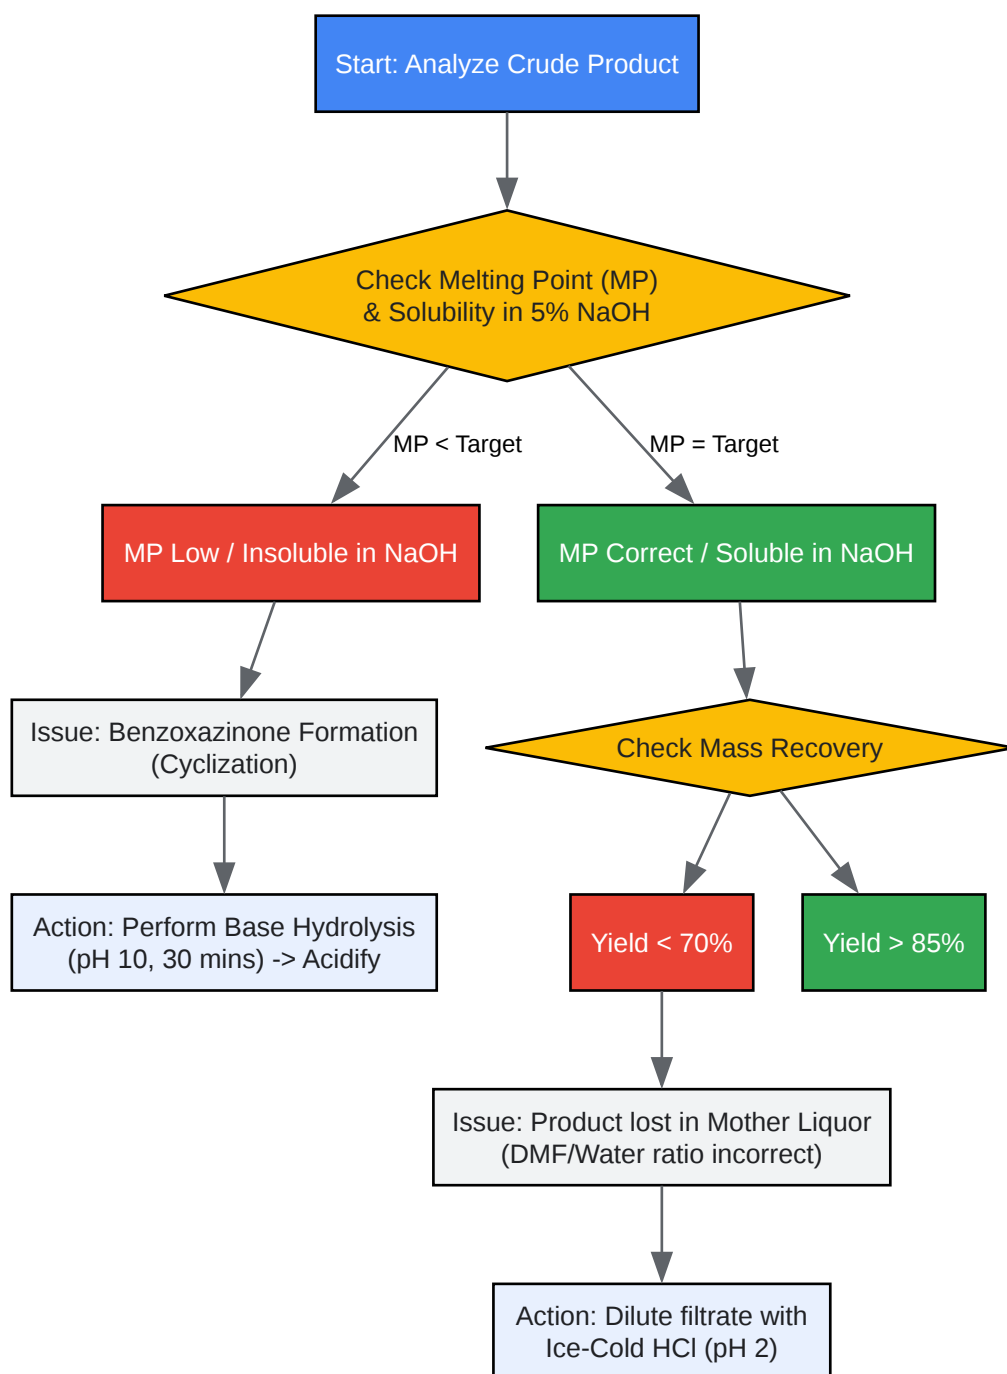 Start: Analyze Crude Product
Check Melting Point (MP)
& Solubility in 5% NaOH
MP < Target
MP = Target
MP Low / Insoluble in NaOH
MP Correct / Soluble in NaOH
Issue: Benzoxazinone Formation
(Cyclization)
Check Mass Recovery
Action: Perform Base Hydrolysis
(pH 10, 30 mins) -> Acidify
Yield < 70%
Yield > 85%
Issue: Product lost in Mother Liquor
(DMF/Water ratio incorrect)
Action: Dilute filtrate with
Ice-Cold HCl (pH 2)